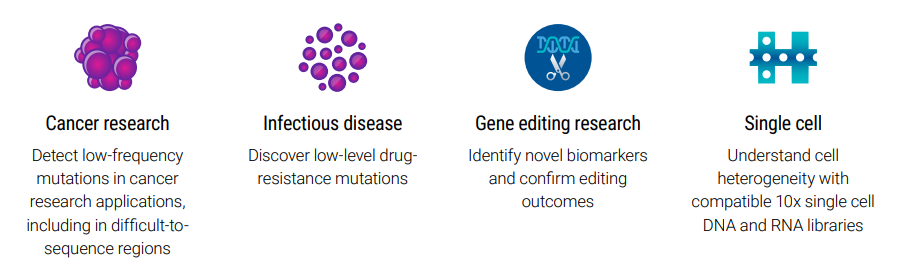 Cancer research
Detect low-frequency
mutations in cancer
research applications,
including in difficult-to-
sequence regions
Infectious disease
Discover low-level drug-
resistance mutations
Gene editing research
Identify novel biomarkers
and confirm editing
outcomes
Single cell
Understand cell
heterogeneity with
compatible 10x single cell
DNA and RNA libraries